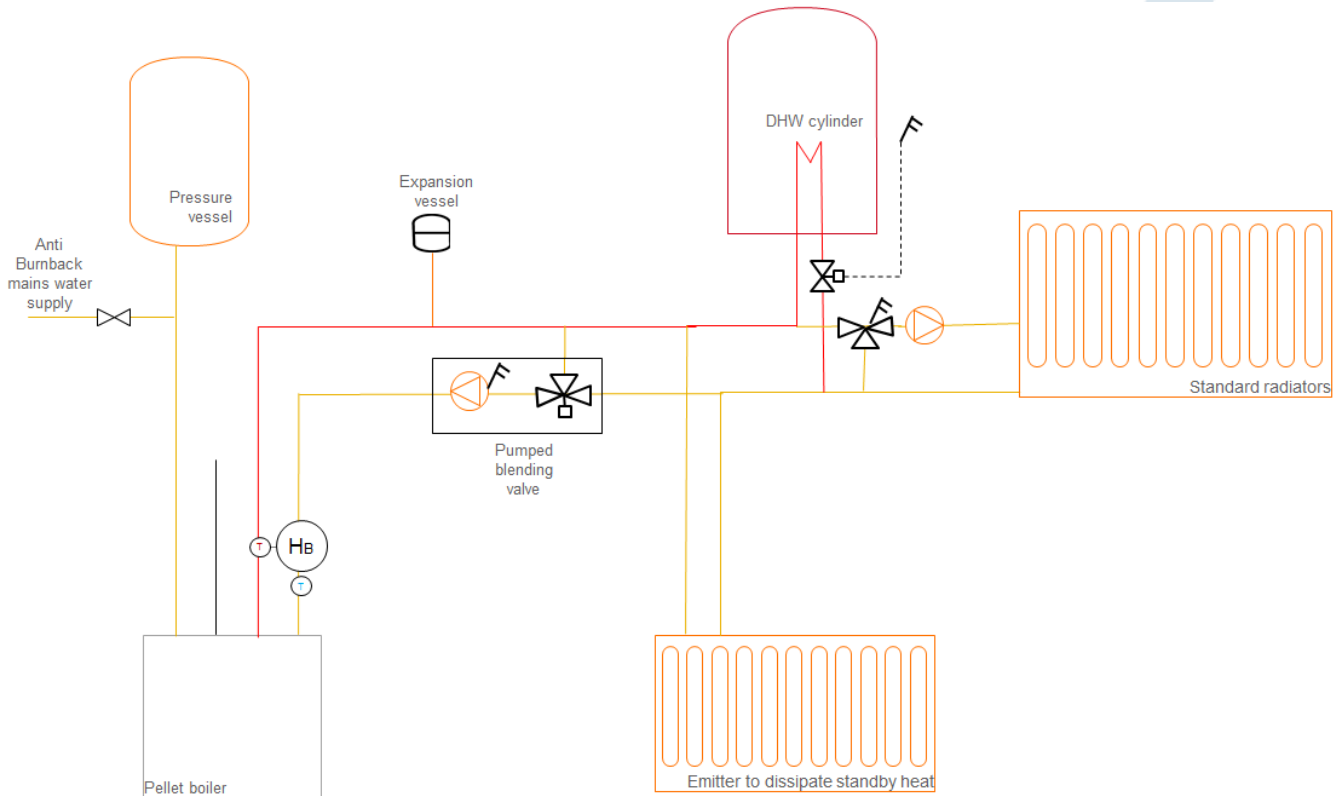 DHW cylinder
Expansion
vessel
Pressure
vessel
Anti
Burnback
mains water
supply
Standard radiators
Pumped
blending
valve
T
HB
T
Pellet boiler
Emitter to dissipate standby heat